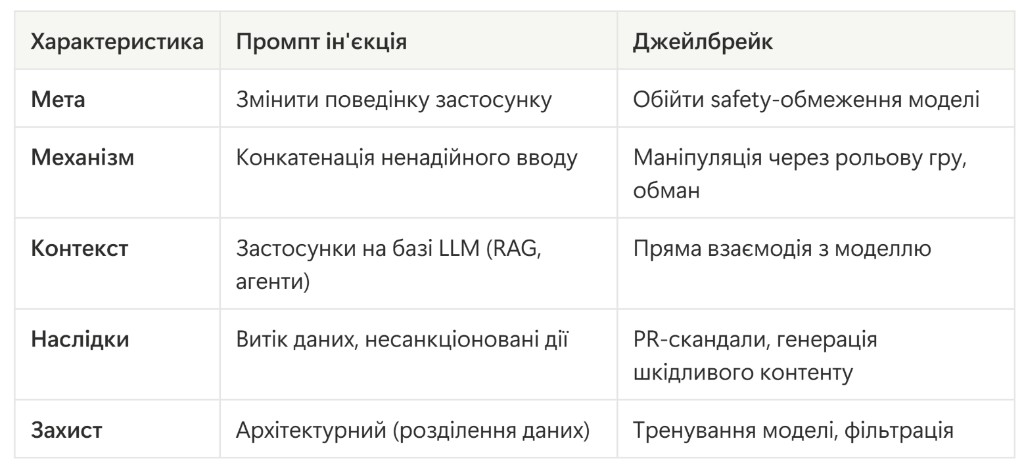 Характеристика Промпт ін'єкція Джейлбрейк
Мета Змінити поведінку застосунку Обійти safety-обмеження моделі
Механізм Конкатенація ненадійного вводу Маніпуляція через рольову гру,
обман
Контекст Застосунки на базі LLM (RAG, Пряма взаємодія з моделлю
агенти)
Наслідки Витік даних, несанкціоновані дії PR-скандали, генерація
шкідливого контенту
Захист Архітектурний (розділення даних) Тренування моделі, фільтрація